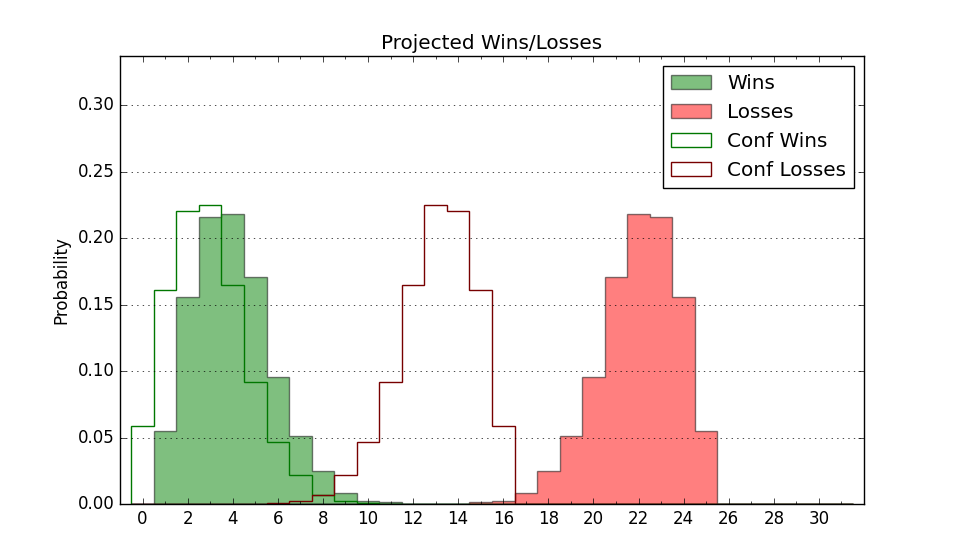 Projected Wins/Losses
Wins
Losses
Conf Wins
Conf Losses
Probability
0.30
0.25
0.20
0.15
0.10
0.05
0.00
0 2 4 6 8 10 12 14 16 18 20 22 24 26 28 30